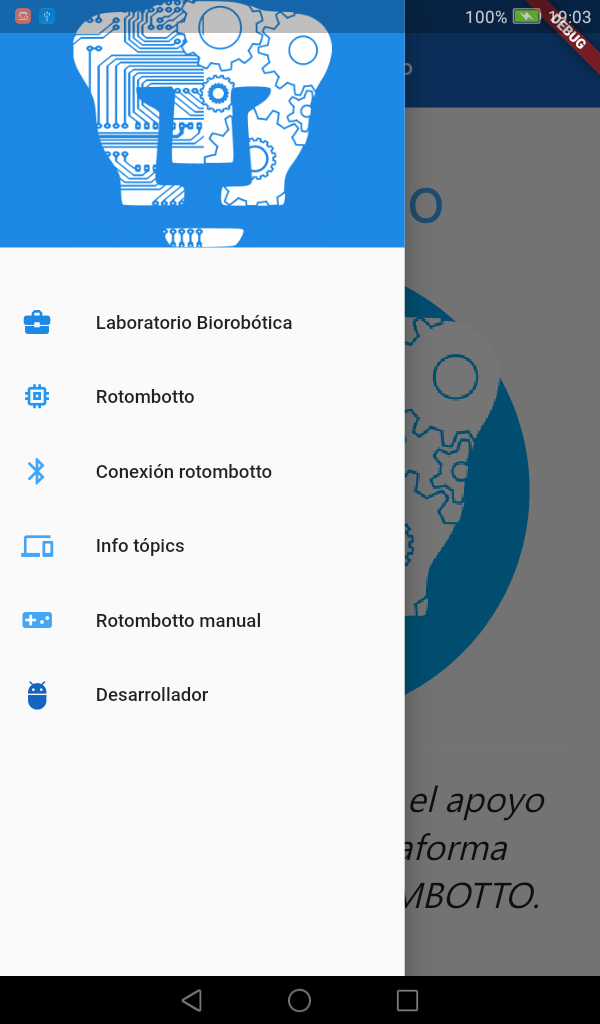 100% 19:03
DEBUG
o
o
Laboratorio Biorobótica
Rotombotto
Conexión rotombotto
Info tópics
Rotombotto manual
Desarrollador
el apoyo
aforma
MBOTTO.